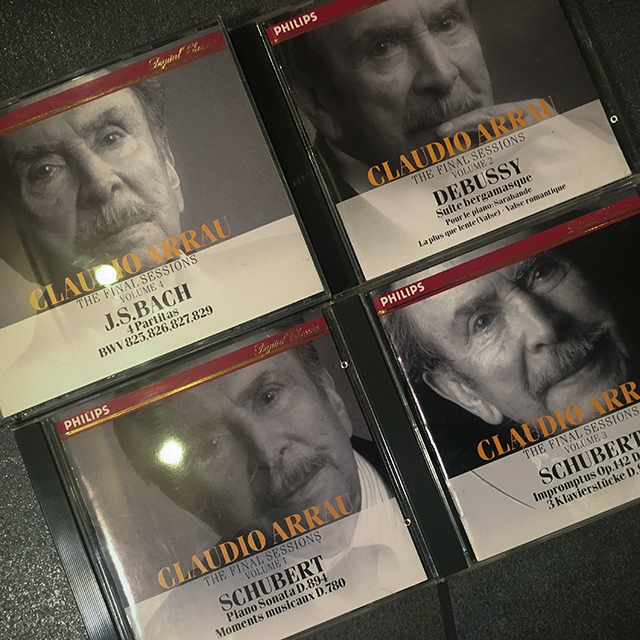 Digital Classics
CLAUDIO ARRAU
THE FINAL SESSIONS
VOLUME 4
J.S.BACH
4 Partitas
BWV 825,826,827,829
PHILIPS
CLAUDIO ARRAU
THE FINAL SESSIONS
VOLUME 2
DEBUSSY
Suite bergamasque
Pour le piano: Sarabande
La plus que lente (Valse) · Valse romantique
PHILIPS
Digital Classics
CLAUDIO ARRAU
THE FINAL SESSIONS
VOLUME 1
SCHUBERT
Piano Sonata D.894
Moments musicaux D.780
PHILIPS
CLAUDIO ARR
THE FINAL SESSIONS
VOLUME 3
SCHUBERT
Impromptus Op.142 D.
3 Klavierstücke D.